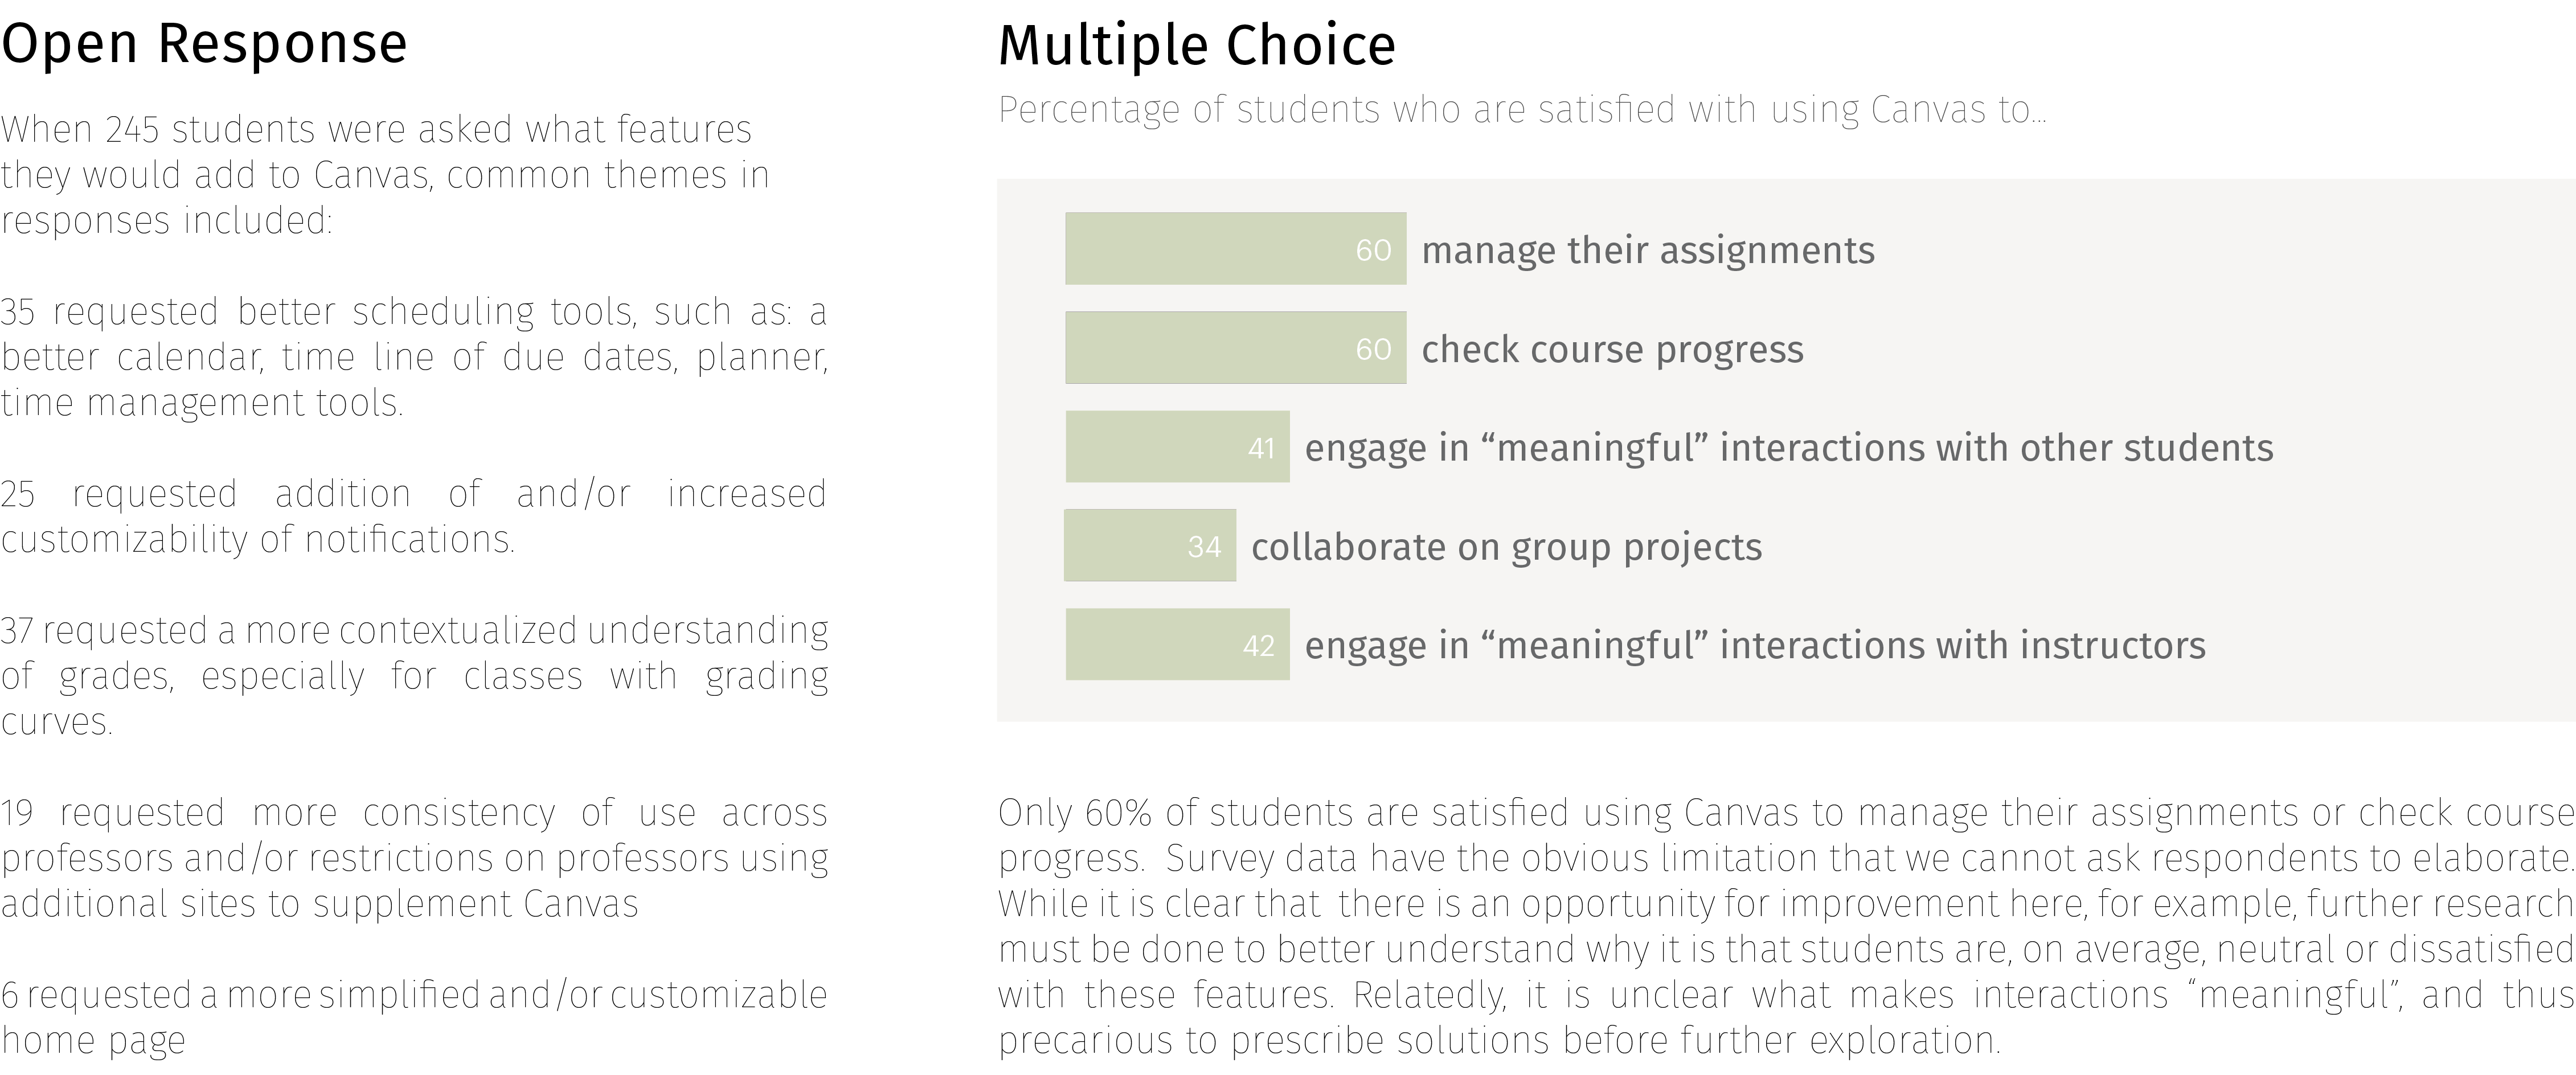 Open Response
When 245 students were asked what features
they would add to Canvas, common themes in
responses included:
35 requested better scheduling tools, such as: a
better calendar, time line of due dates, planner,
time management tools.
25 requested addition of and/or increased
customizability of notifications.
37 requested a more contextualized understanding
of grades, especially for classes with grading
curves.
19 requested more consistency of use across
professors and/or restrictions on professors using
additional sites to supplement Canvas
6 requested a more simplified and/or customizable
home page
Multiple Choice
Percentage of students who are satisfied with using Canvas to...
60 manage their assignments
60 check course progress
41 engage in “meaningful” interactions with other students
34 collaborate on group projects
42 engage in “meaningful” interactions with instructors
Only 60% of students are satisfied using Canvas to manage their assignments or check course
progress. Survey data have the obvious limitation that we cannot ask respondents to elaborate.
While it is clear that there is an opportunity for improvement here, for example, further research
must be done to better understand why it is that students are, on average, neutral or dissatisfied
with these features. Relatedly, it is unclear what makes interactions “meaningful”, and thus
precarious to prescribe solutions before further exploration.